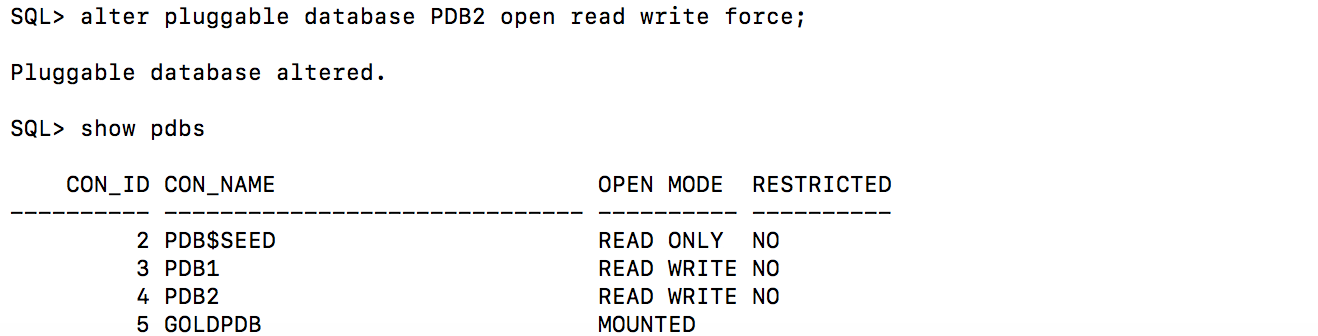 SQL> alter pluggable database PDB2 open read write force;
Pluggable database altered.
SQL> show pdbs
    CON_ID CON_NAME                       OPEN MODE  RESTRICTED
---------- ------------------------------ ---------- ----------
         2 PDB$SEED                       READ ONLY  NO
         3 PDB1                           READ WRITE NO
         4 PDB2                           READ WRITE NO
         5 GOLDPDB                        MOUNTED